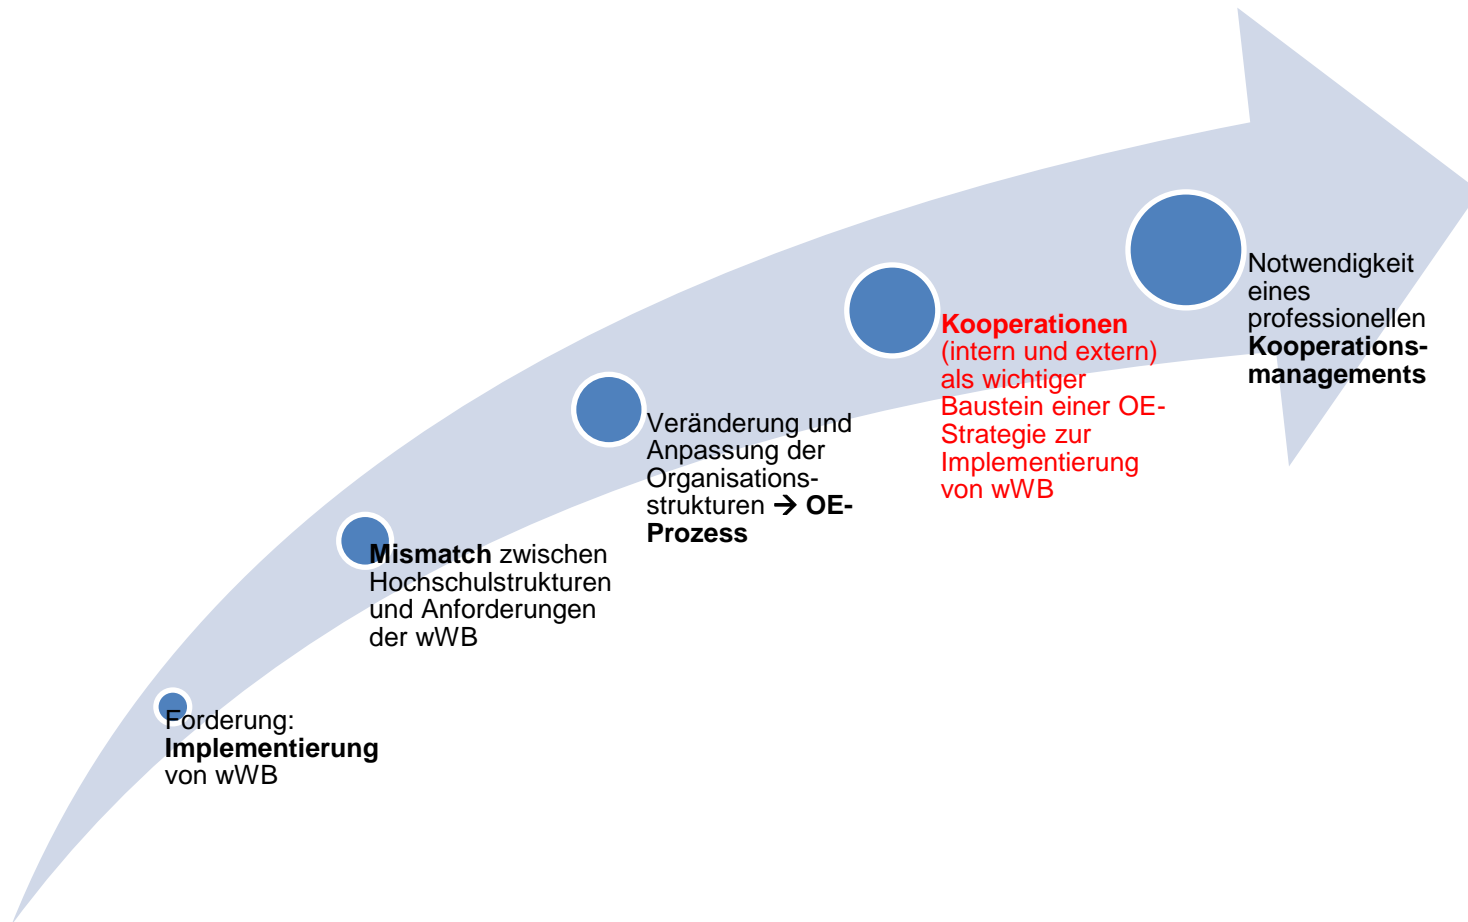 Forderung:
Implementierung
von wWB
Mismatch zwischen
Hochschulstrukturen
und Anforderungen
der wWB
Veränderung und
Anpassung der
Organisations-
strukturen → OE-
Prozess
Kooperationen
(intern und extern)
als wichtiger
Baustein einer OE-
Strategie zur
Implementierung
von wWB
Notwendigkeit
eines
professionellen
Kooperations-
managements